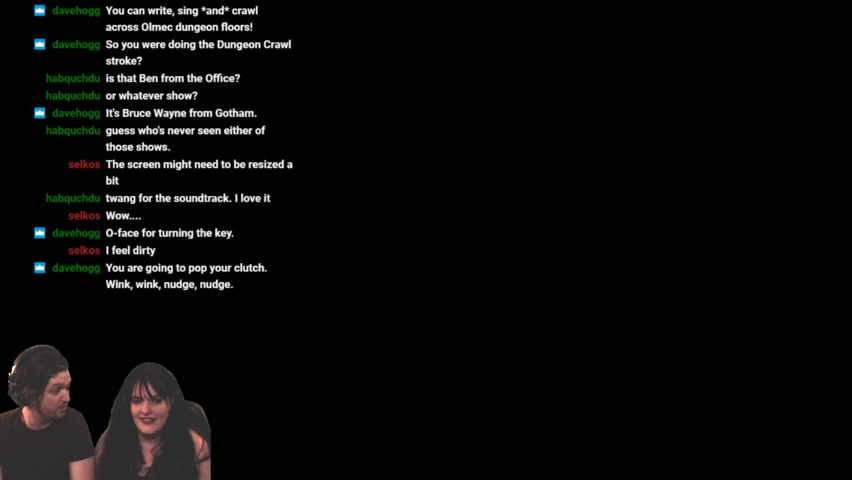 davehogg You can write, sing *and* crawl
across Olmec dungeon floors!
davehogg So you were doing the Dungeon Crawl
stroke?
habquchdu is that Ben from the Office?
habquchdu or whatever show?
davehogg It's Bruce Wayne from Gotham.
habquchdu guess who's never seen either of
those shows.
selkos The screen might need to be resized a
bit
habquchdu twang for the soundtrack. I love it
selkos Wow....
davehogg O-face for turning the key.
selkos I feel dirty
davehogg You are going to pop your clutch.
Wink, wink, nudge, nudge.